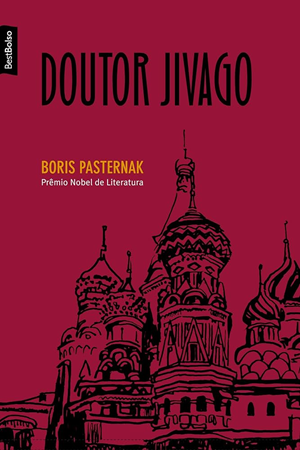 BestBolso
DOUTOR JIVAGO
BORIS PASTERNAK
Prêmio Nobel de Literatura